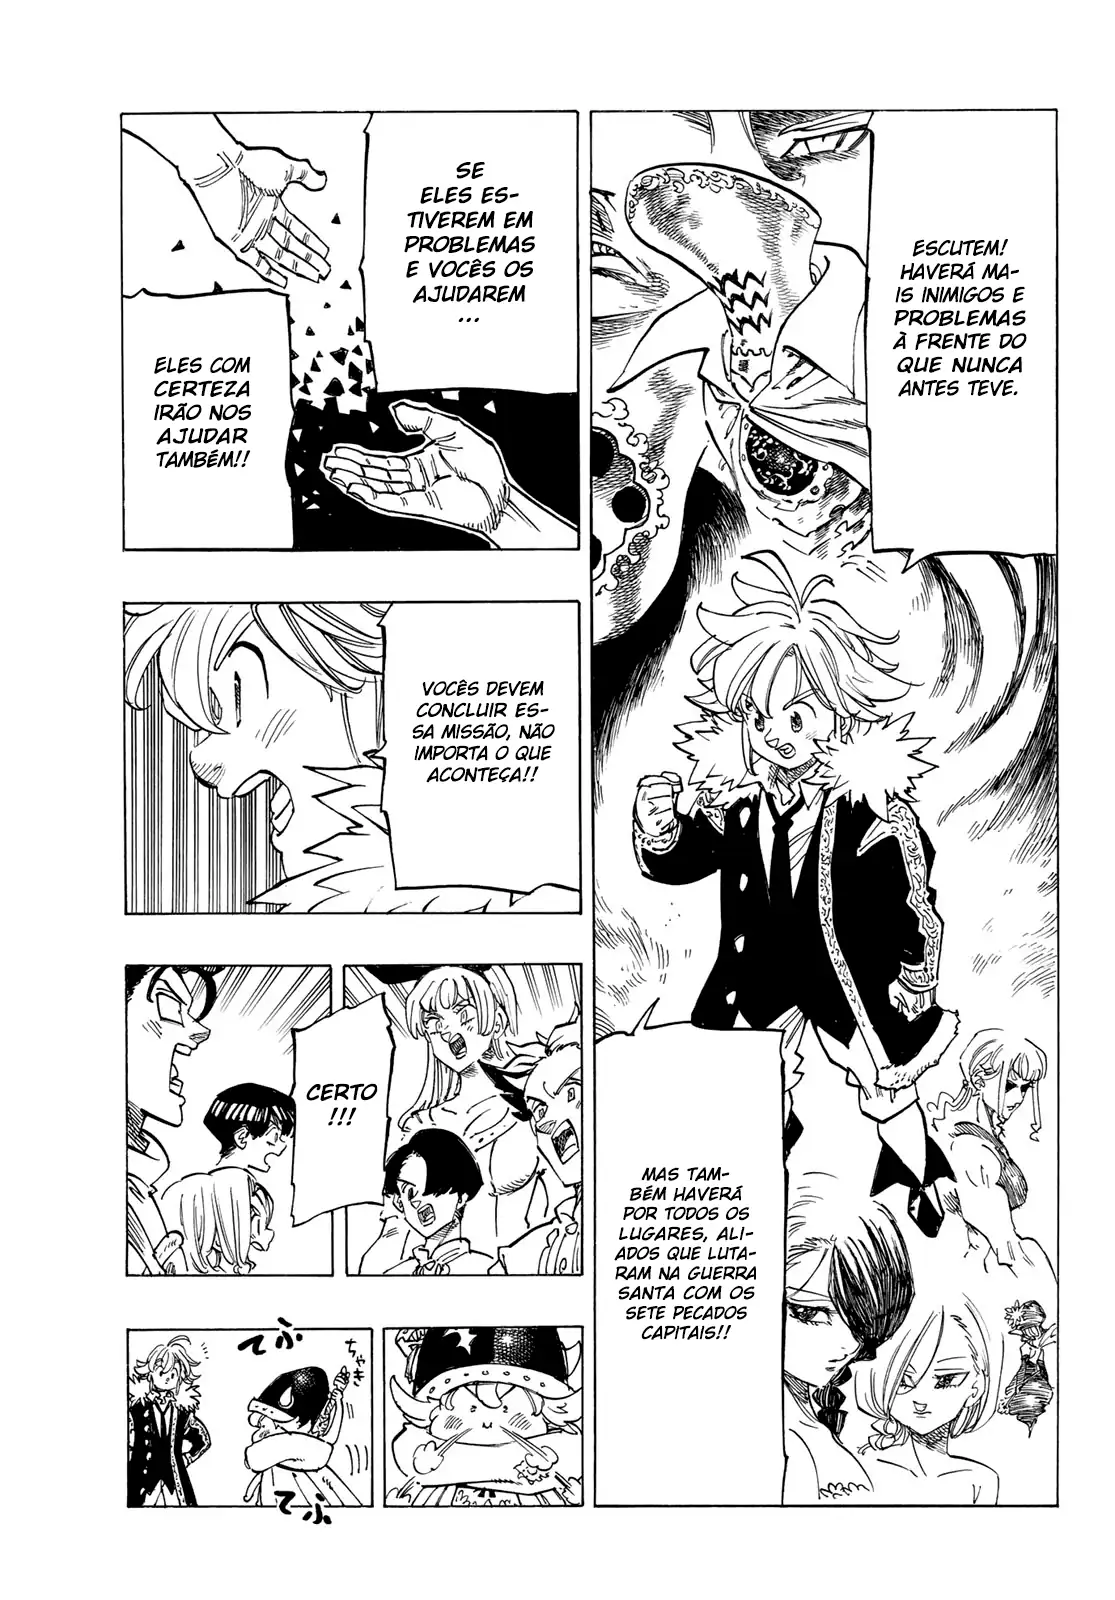 ESCUTEM!
HAVERÁ MA-
IS INIMIGOS E
PROBLEMAS
À FRENTE DO
QUE NUNCA
ANTES TEVE.
MAS TAM-
BÉM HAVERÁ
POR TODOS OS
LUGARES, ALI-
ADOS QUE LUTA-
RAM NA GUERRA
SANTA COM OS
SETE PECADOS
CAPITAIS!!
SE
ELES ES-
TIVEREM EM
PROBLEMAS
E VOCÊS OS
AJUDAREM
...
ELES COM
CERTEZA
IRÃO NOS
AJUDAR
TAMBÉM!!
VOCÊS DEVEM
CONCLUIR ES-
SA MISSÃO, NÃO
IMPORTA O QUE
ACONTEÇA!!
CERTO
!!!
ちゃき
てふ
てふ